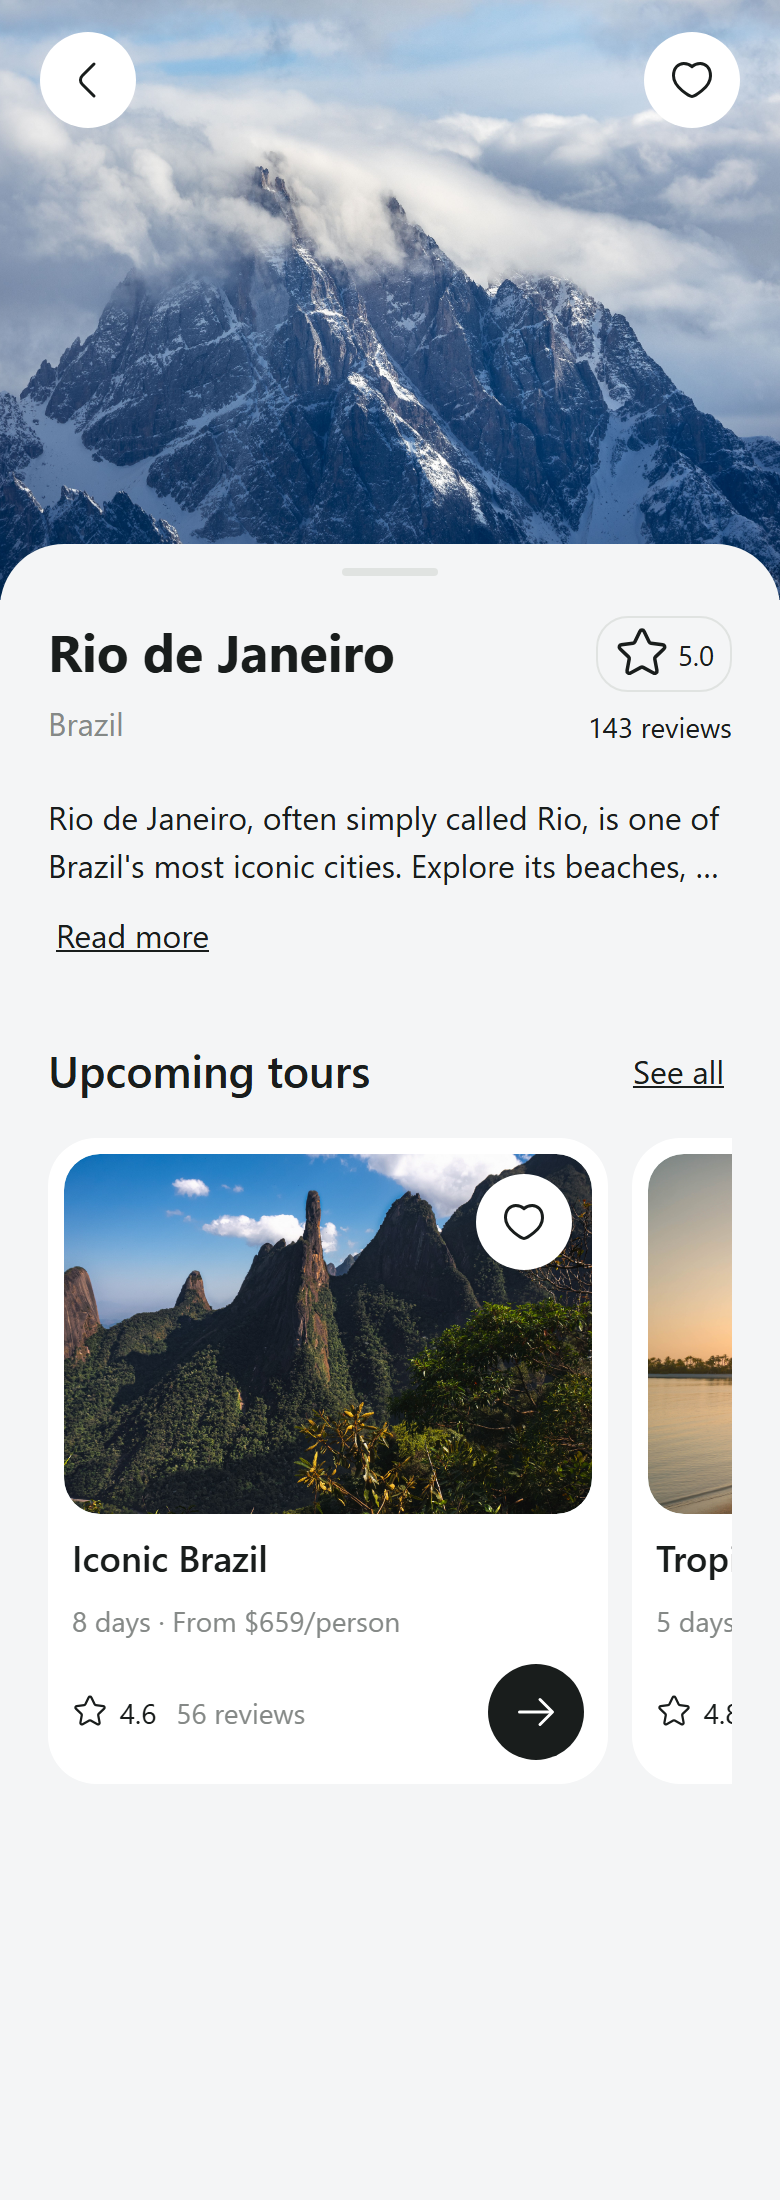 Rio de Janeiro
5.0
Brazil
143 reviews
Rio de Janeiro, often simply called Rio, is one of
Brazil's most iconic cities. Explore its beaches, ...
Read more
Upcoming tours
See all
Iconic Brazil
8 days · From $659/person
4.6 56 reviews
5 days